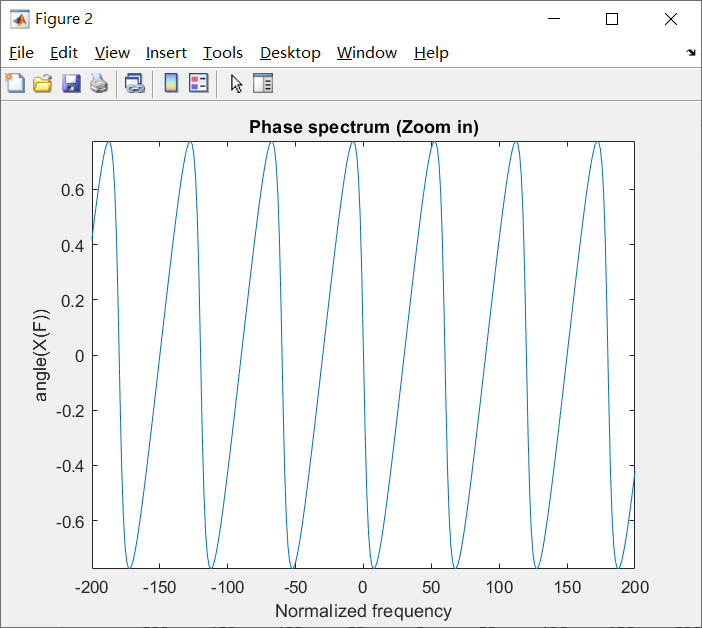 Figure 2
File Edit View Insert Tools Desktop Window Help
Phase spectrum (Zoom in)
0.6
0.4
0.2
0
-0.2
-0.4
-0.6
angle(X(F))
-200 -150 -100 -50 0 50 100 150 200
Normalized frequency